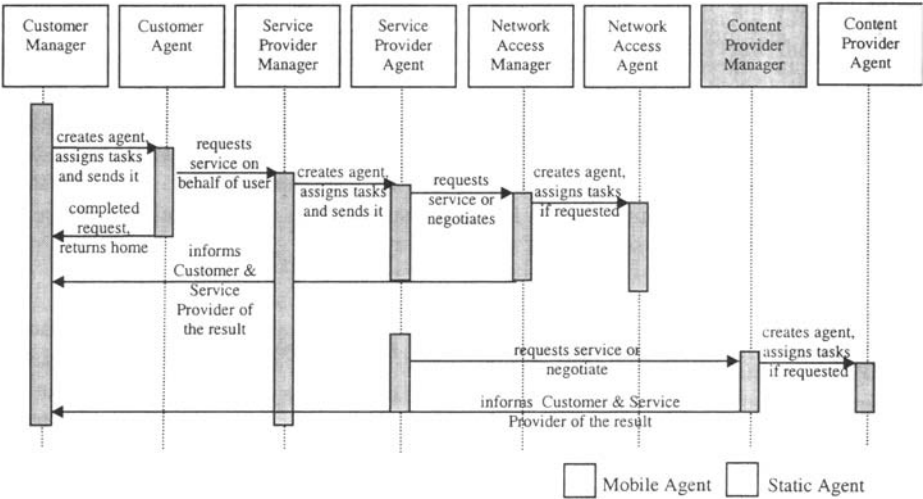 Customer
Manager
Customer
Agent
Service
Provider
Manager
Service
Provider
Agent
Network
Access
Manager
Network
Access
Agent
Content
Provider
Manager
Content
Provider
Agent
creates agent,
assigns tasks
and sends it
requests
service on
behalf of user
creates agent,
assigns tasks
and sends it
requests
service or
negotiates
creates agent,
assigns tasks
if requested
completed
request,
returns home
informs
Customer &
Service
Provider of
the result
requests service or
negotiate
creates agent,
assigns tasks
if requested
informs Customer & Service
Provider of the result
Mobile Agent
Static Agent